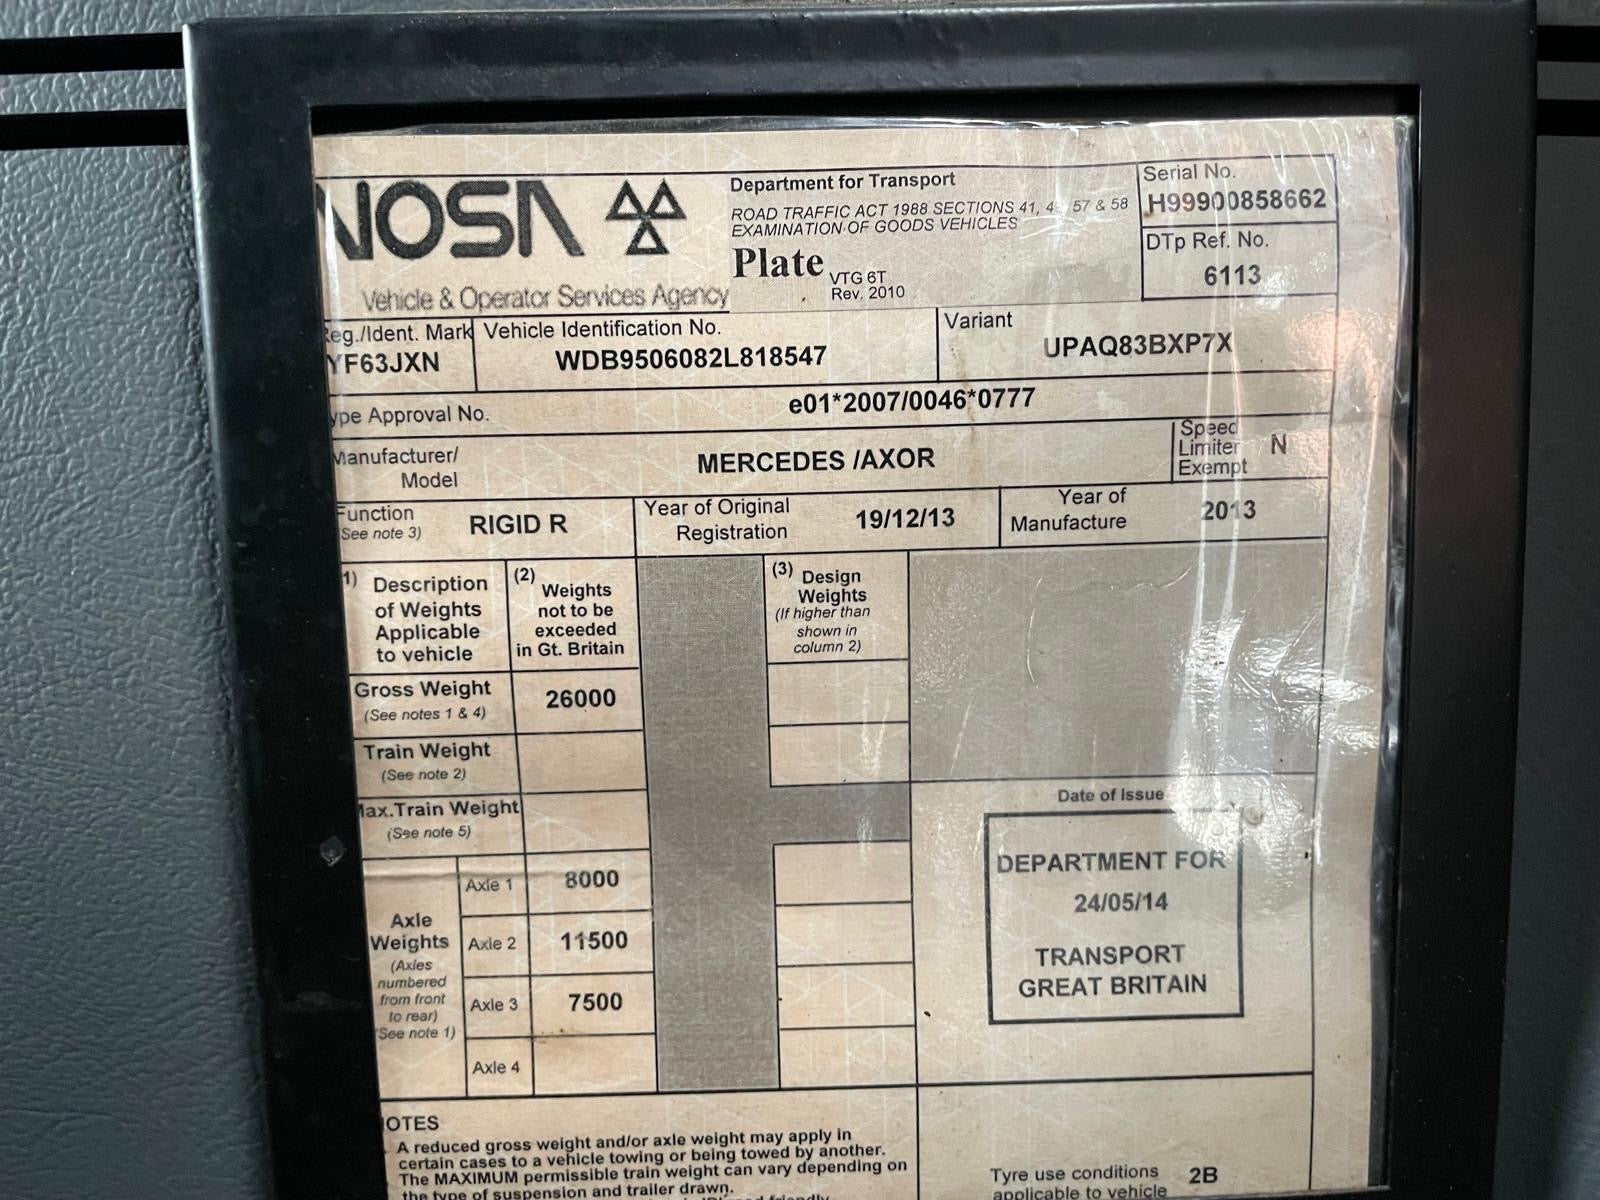 VOSA
Department for Transport
ROAD TRAFFIC ACT 1988 SECTIONS 41, 4 57 & 58
EXAMINATION OF GOODS VEHICLES
Plate VTG 6T
Rev. 2010
Serial No.
H99900858662
DTp Ref. No.
6113
Vehicle & Operator Services Agency
Reg./Ident. Mark
YF63JXN
Vehicle Identification No.
WDB9506082L818547
Variant
UPAQ83BXP7X
ype Approval No.
e01*2007/0046*0777
Manufacturer/
Model
MERCEDES /AXOR
Speed
Limiter
Exempt
N
Function
(See note 3)
RIGID R
Year of Original
Registration
19/12/13
Year of
Manufacture
2013
1) Description
of Weights
Applicable
to vehicle
(2) Weights
not to be
exceeded
in Gt. Britain
(3) Design
Weights
(If higher than
shown in
column 2)
Gross Weight
(See notes 1 & 4)
26000
Train Weight
(See note 2)
Max.Train Weight
(See note 5)
Axle
Weights
(Axles
numbered
from front
to rear)
(See note 1)
Axle 1
8000
Axle 2
11500
Axle 3
7500
Axle 4
Date of Issue
DEPARTMENT FOR
24/05/14
TRANSPORT
GREAT BRITAIN
NOTES
A reduced gross weight and/or axle weight may apply in
certain cases to a vehicle towing or being towed by another.
The MAXIMUM permissible train weight can vary depending on
the type of suspension and trailer drawn.
Tyre use conditions
applicable to vehicle
2B